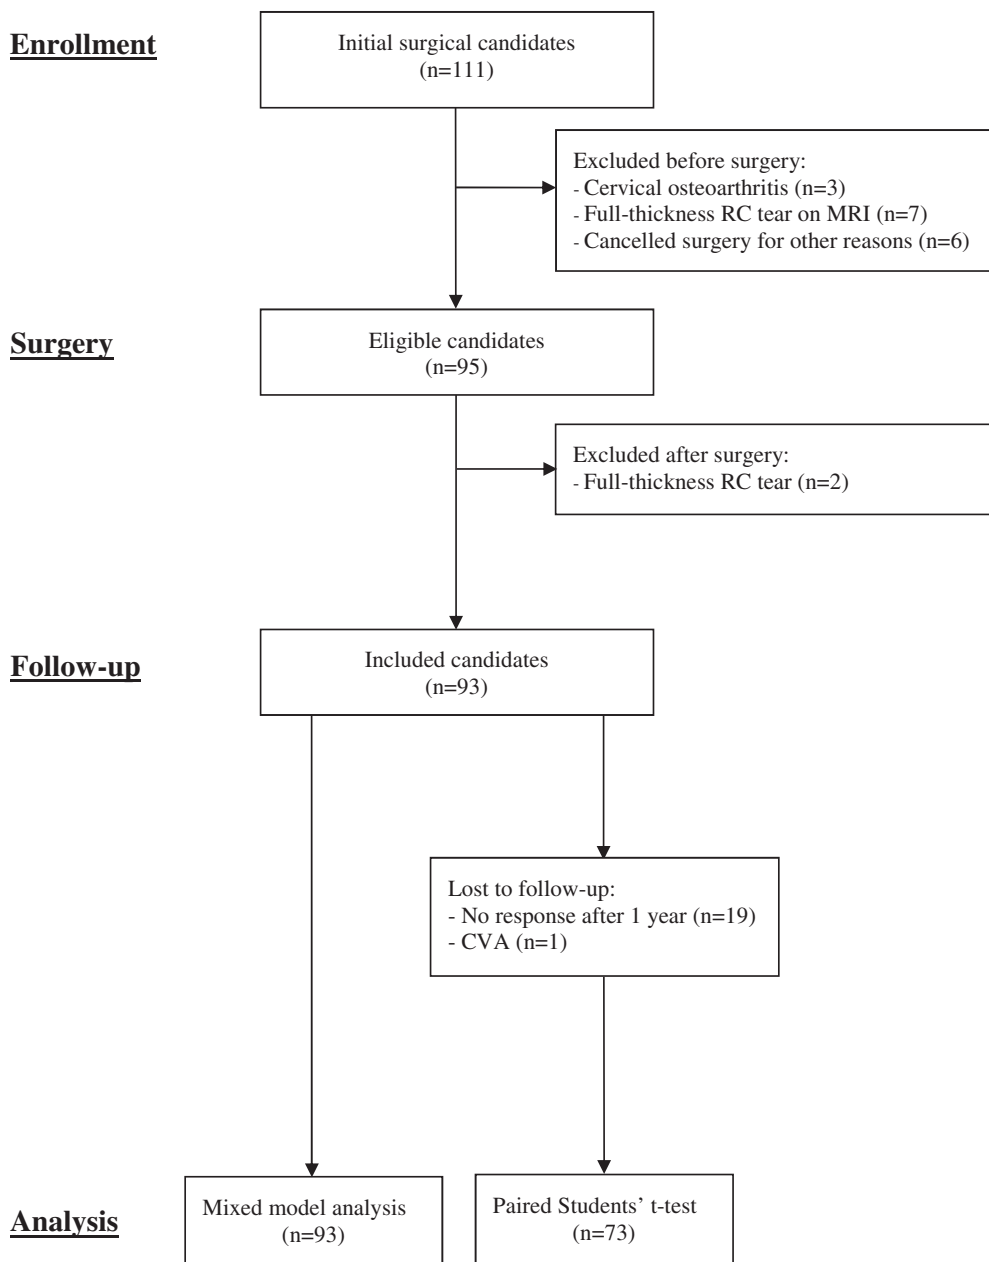 Enrollment
Initial surgical candidates
(n=111)
Excluded before surgery:
- Cervical osteoarthritis (n=3)
- Full-thickness RC tear on MRI (n=7)
- Cancelled surgery for other reasons (n=6)
Surgery
Eligible candidates
(n=95)
Excluded after surgery:
- Full-thickness RC tear (n=2)
Follow-up
Included candidates
(n=93)
Lost to follow-up:
- No response after 1 year (n=19)
- CVA (n=1)
Analysis
Mixed model analysis
(n=93)
Paired Students’ t-test
(n=73)